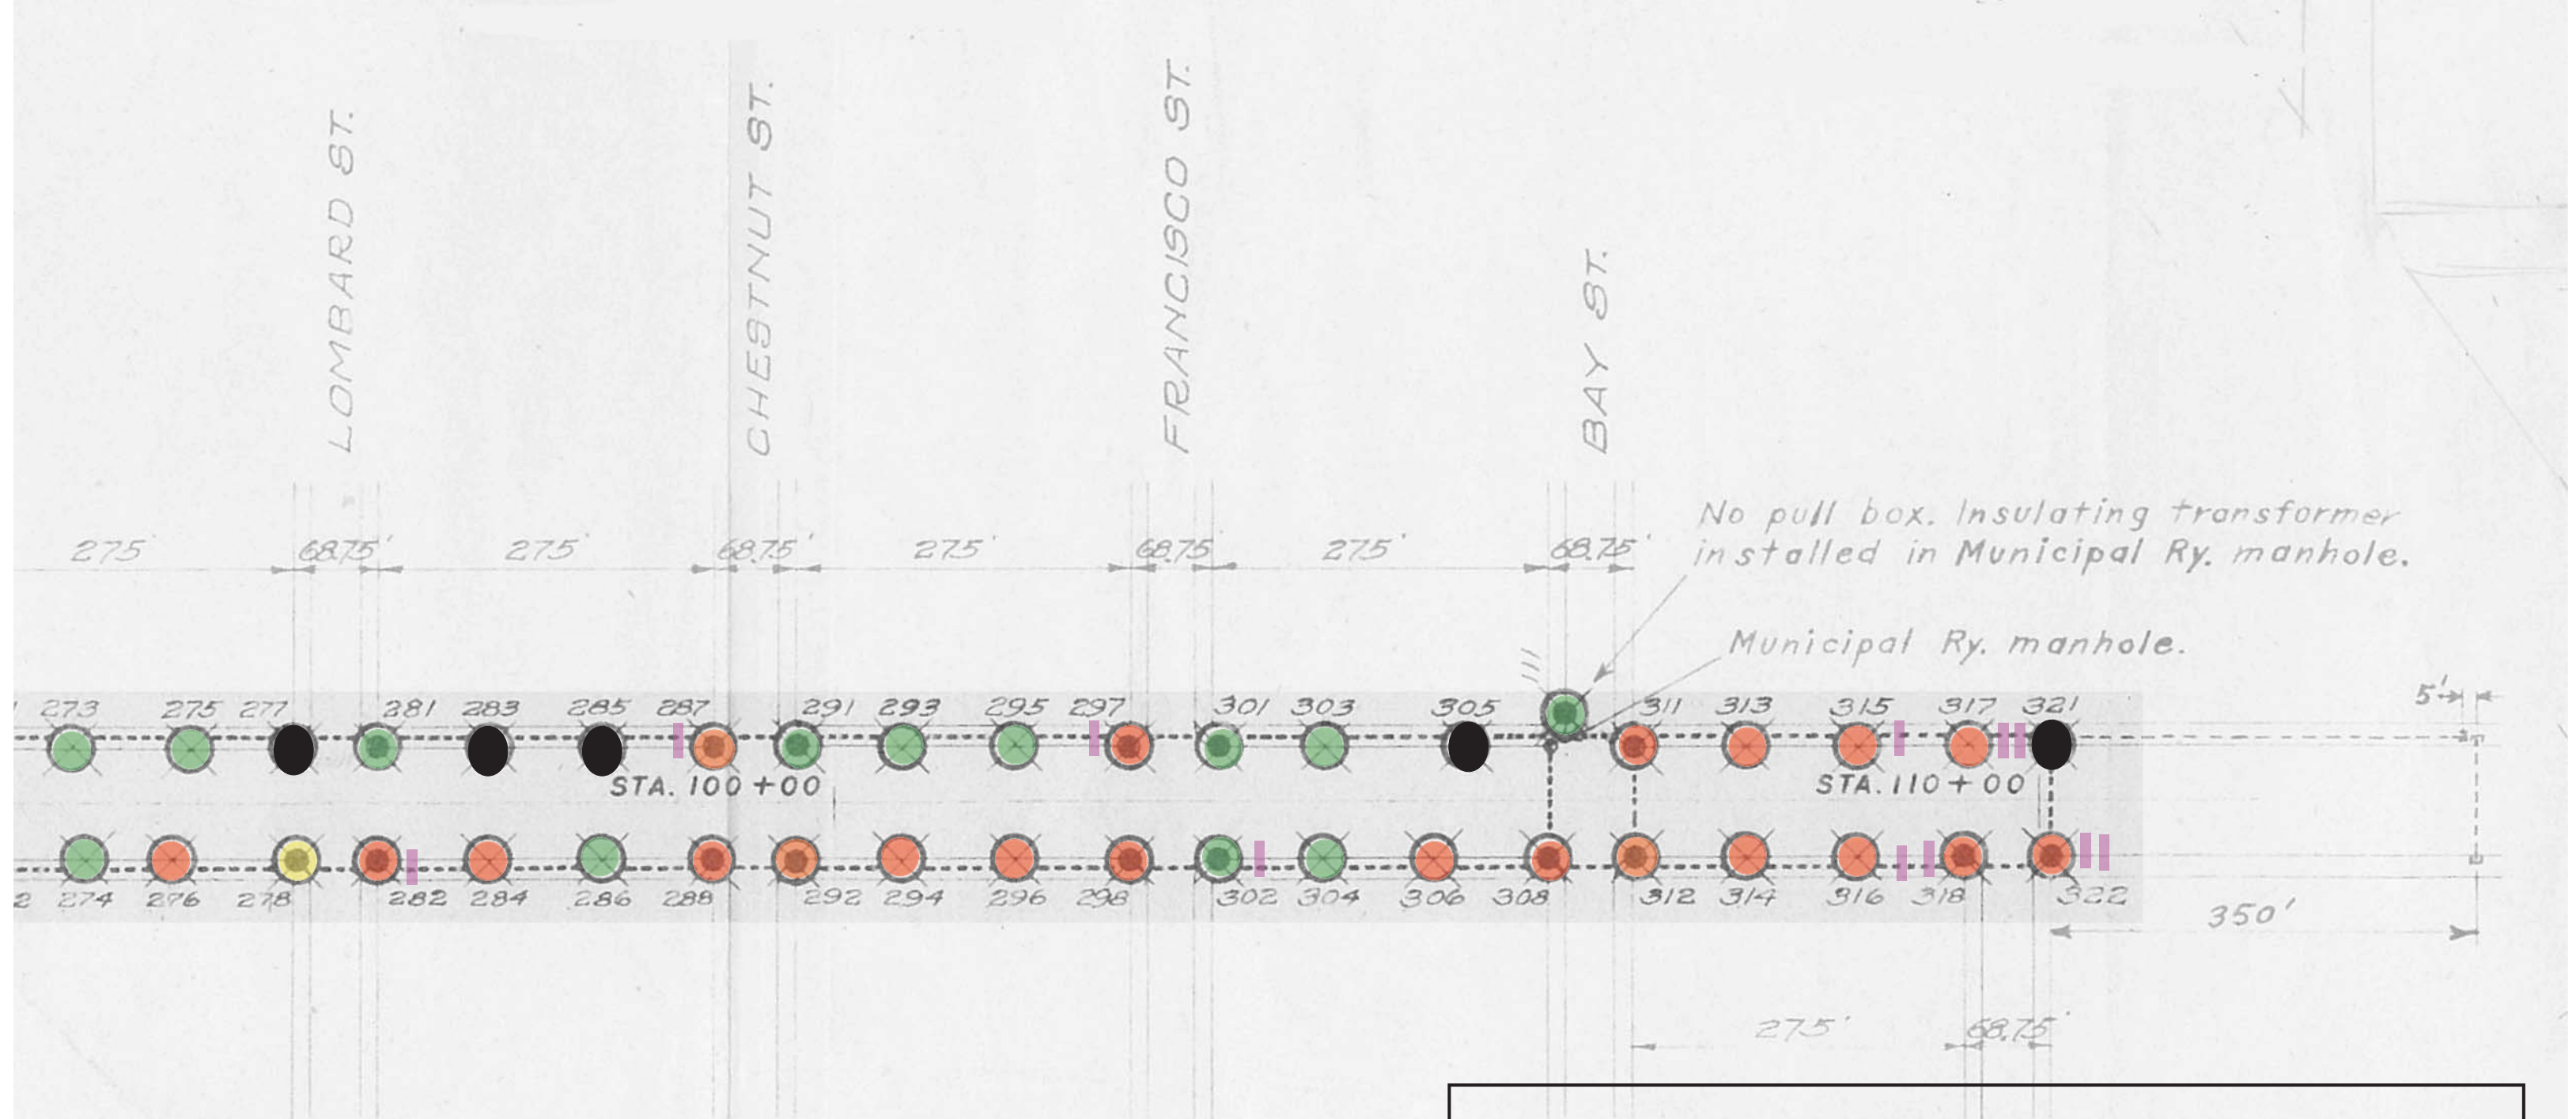 LOMBARD ST.
CHESTNUT ST.
FRANCISCO ST.
BAY ST.
No pull box. Insulating transformer
installed in Municipal Ry. manhole.
275' 68.75' 275' 68.75' 275' 68.75' 275' 68.75'
Municipal Ry. manhole.
5'
273 275 277 281 283 285 287 291 293 295 297 301 303 305 311 313 315 317 321
STA. 100+00
STA. 110+00
2 274 276 278 282 284 286 288 292 294 296 298 302 304 306 308 312 314 316 318 322
350'
275' 68.75'